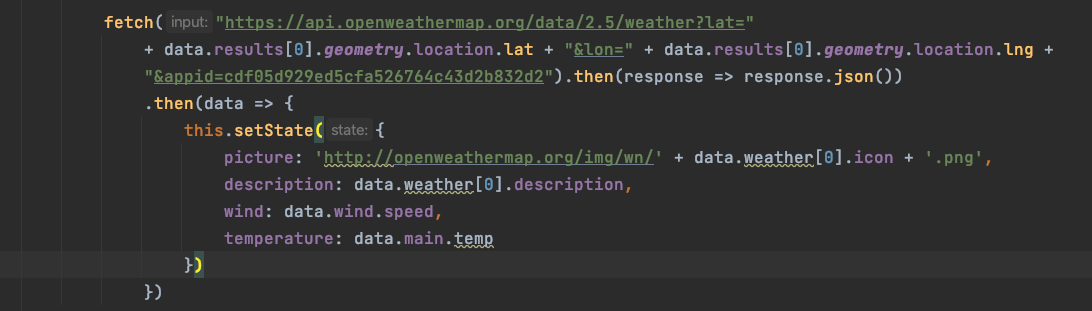 fetch( input: "https://api.openweathermap.org/data/2.5/weather?lat="
+ data.results[0].geometry.location.lat + "&lon=" + data.results[0].geometry.location.lng +
"&appid=cdf05d929ed5cfa526764c43d2b832d2").then(response => response.json())
.then(data => {
this.setState( state: {
picture: 'http://openweathermap.org/img/wn/' + data.weather[0].icon + '.png',
description: data.weather[0].description,
wind: data.wind.speed,
temperature: data.main.temp
})
})